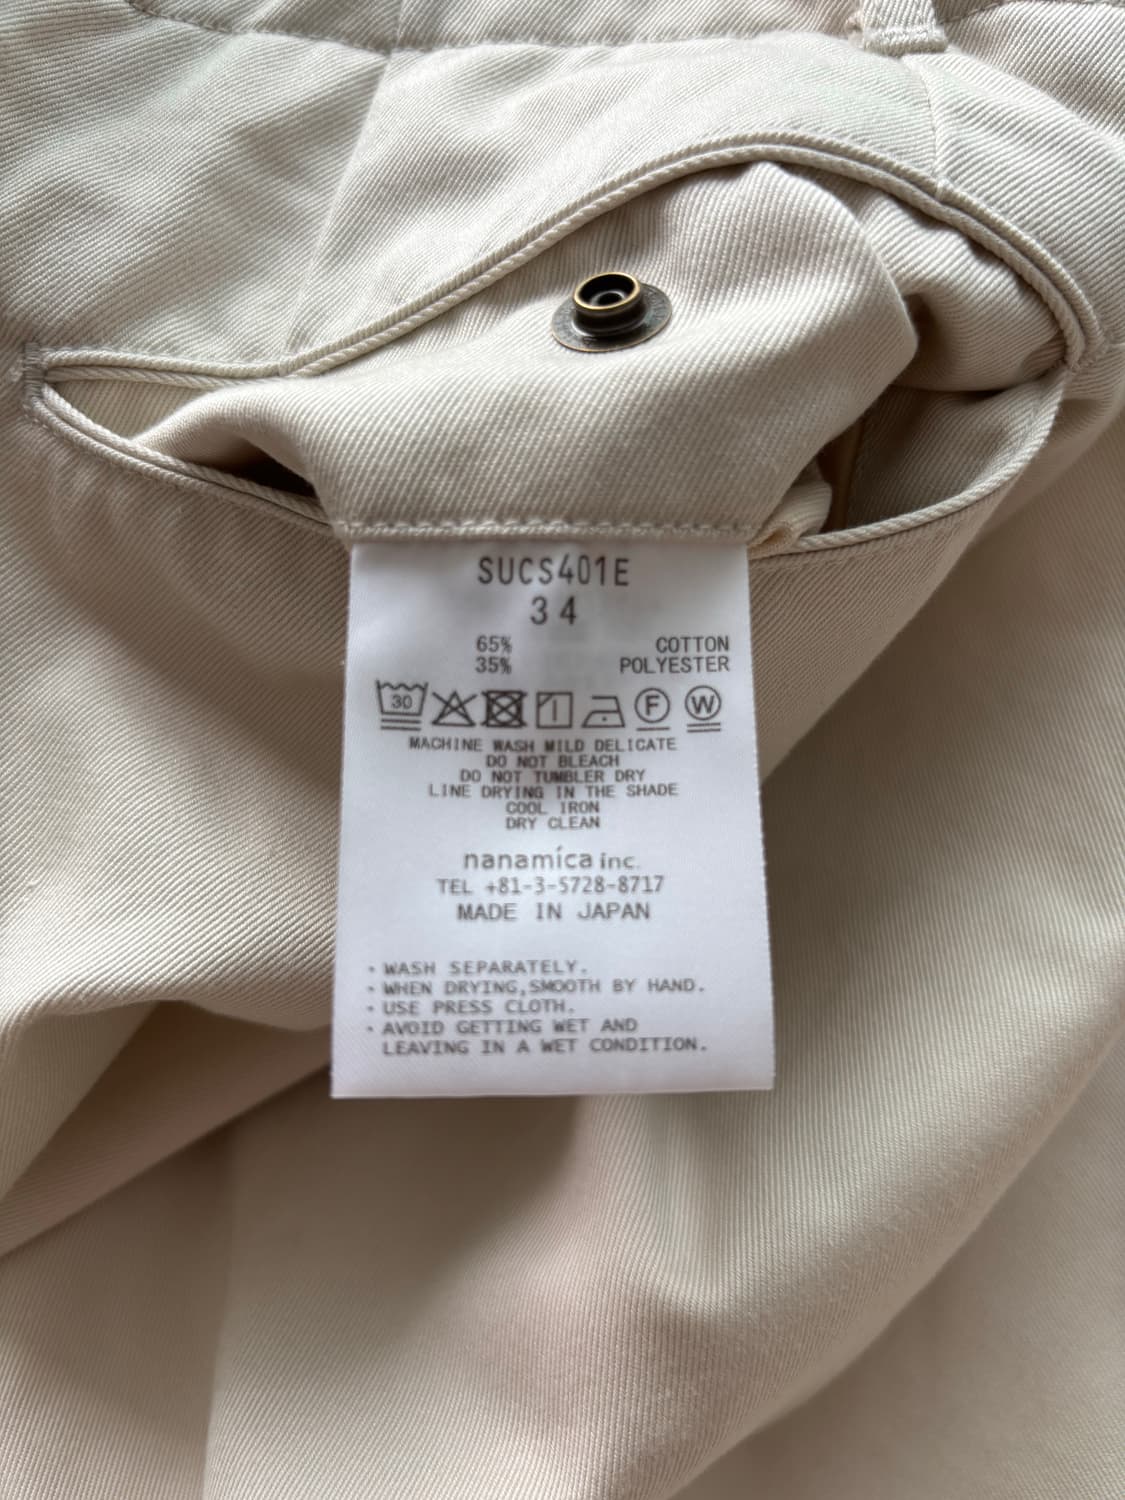 SUCS401E
34
65% COTTON
35% POLYESTER
30 F W
MACHINE WASH MILD DELICATE
DO NOT BLEACH
DO NOT TUMBLER DRY
LINE DRYING IN THE SHADE
COOL IRON
DRY CLEAN
nanamica inc.
TEL +81-3-5728-8717
MADE IN JAPAN
・WASH SEPARATELY.
・WHEN DRYING,SMOOTH BY HAND.
・USE PRESS CLOTH.
・AVOID GETTING WET AND
LEAVING IN A WET CONDITION.